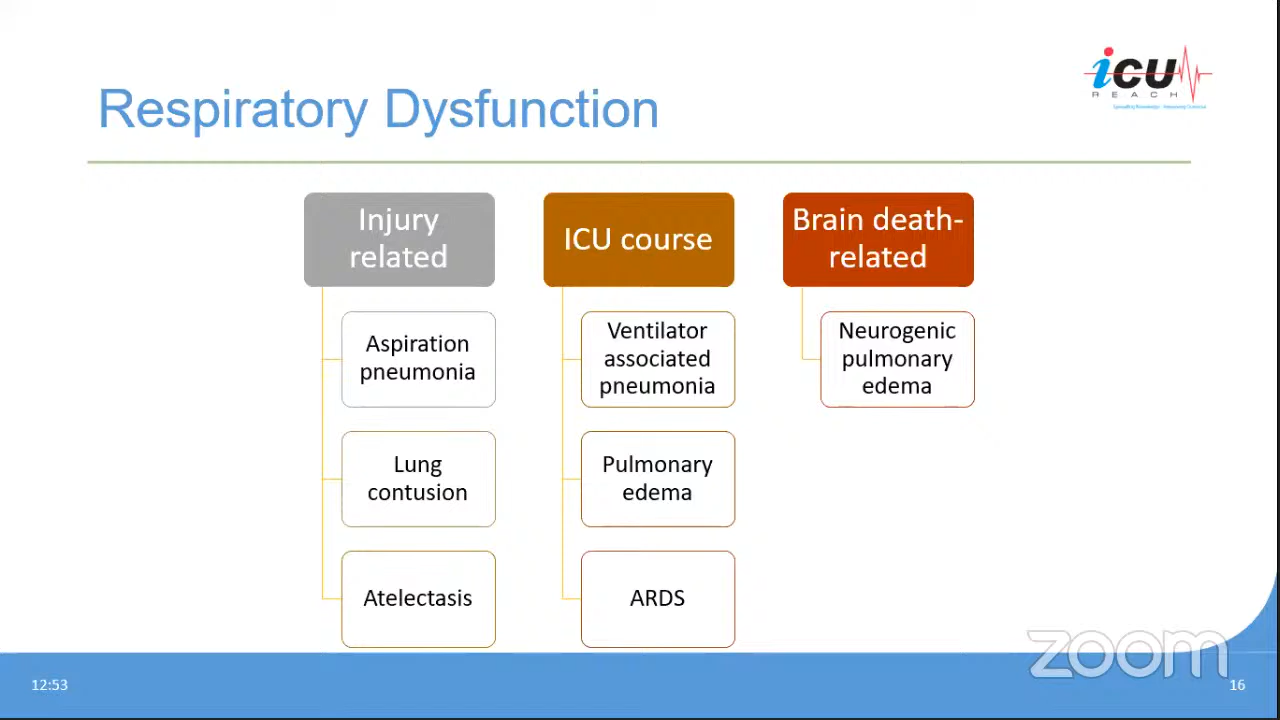 iCU
REACH
Respiratory Dysfunction
Injury
related
Aspiration
pneumonia
Lung
contusion
Atelectasis
ICU course
Ventilator
associated
pneumonia
Pulmonary
edema
ARDS
Brain death-
related
Neurogenic
pulmonary
edema
zoom
12:53
16